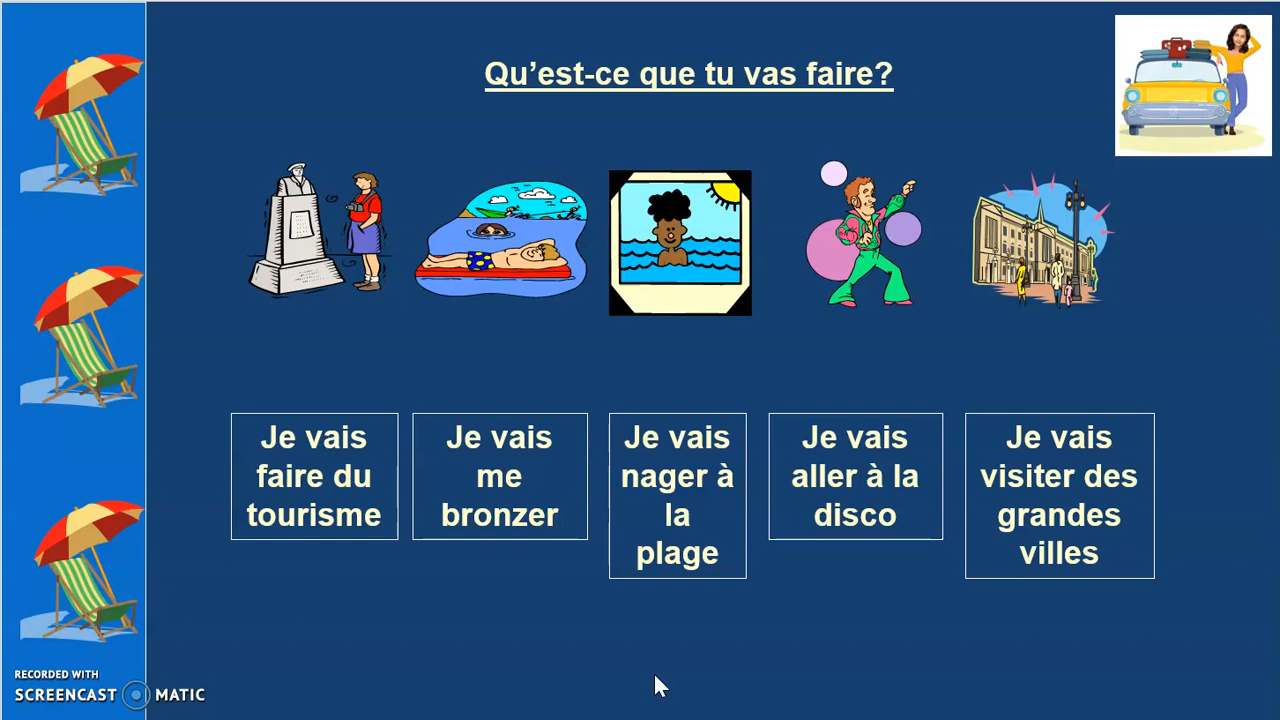 Qu’est-ce que tu vas faire?
Je vais
faire du
tourisme
Je vais
me
bronzer
Je vais
nager à
la
plage
Je vais
aller à la
disco
Je vais
visiter des
grandes
villes
RECORDED WITH
SCREENCAST MATIC